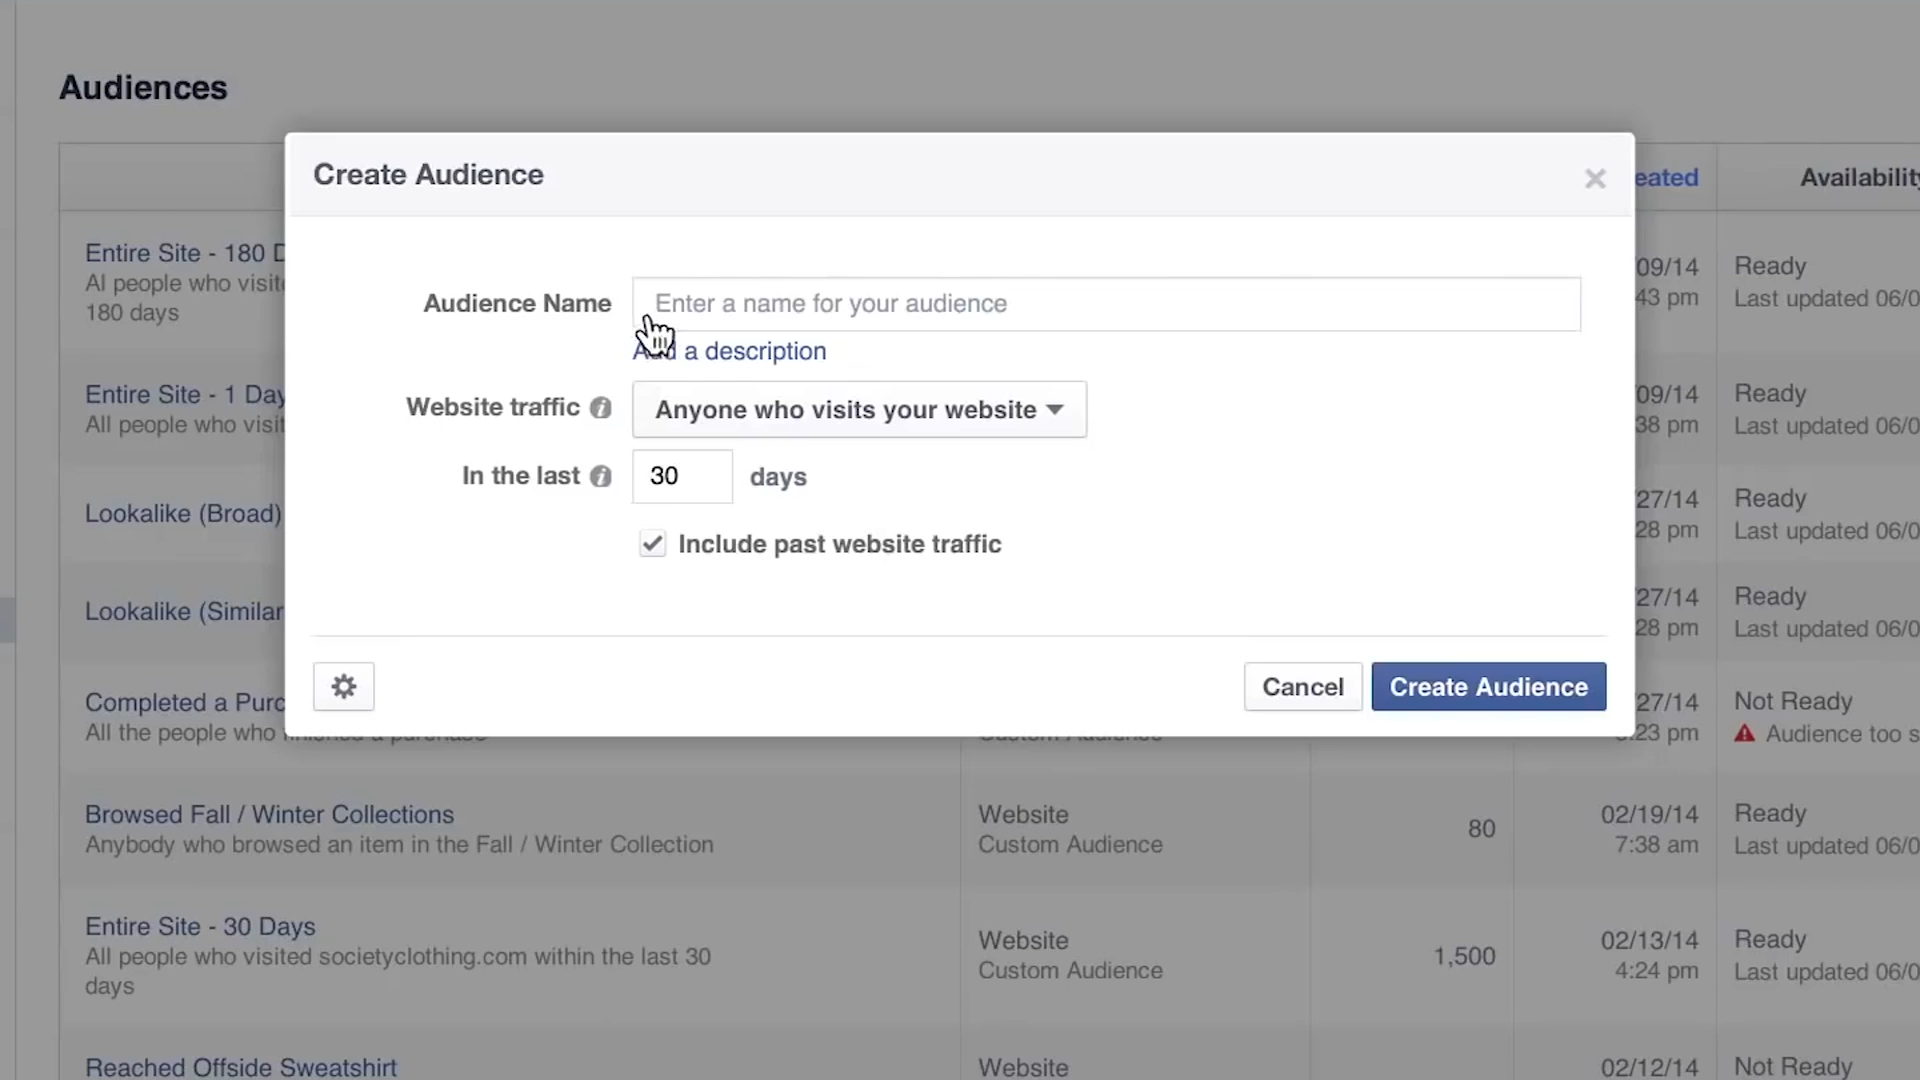 Audiences
Create Audience
eated
Availability
Entire Site - 180 D
Al people who visite
180 days
09/14
43 pm
Ready
Last updated 06/0
Audience Name
Enter a name for your audience
Add a description
Entire Site - 1 Day
All people who visit
09/14
38 pm
Ready
Last updated 06/0
Website traffic
Anyone who visits your website
In the last
30
days
Lookalike (Broad)
27/14
28 pm
Ready
Last updated 06/0
Include past website traffic
Lookalike (Similar
27/14
28 pm
Ready
Last updated 06/0
Cancel
Create Audience
Completed a Purc
All the people who finished a purchase
Custom Audience
27/14
:23 pm
Not Ready
Audience too s
Browsed Fall / Winter Collections
Anybody who browsed an item in the Fall / Winter Collection
Website
Custom Audience
80
02/19/14
7:38 am
Ready
Last updated 06/0
Entire Site - 30 Days
All people who visited societyclothing.com within the last 30
days
Website
Custom Audience
1,500
02/13/14
4:24 pm
Ready
Last updated 06/0
Reached Offside Sweatshirt
Website
02/12/14
Not Ready